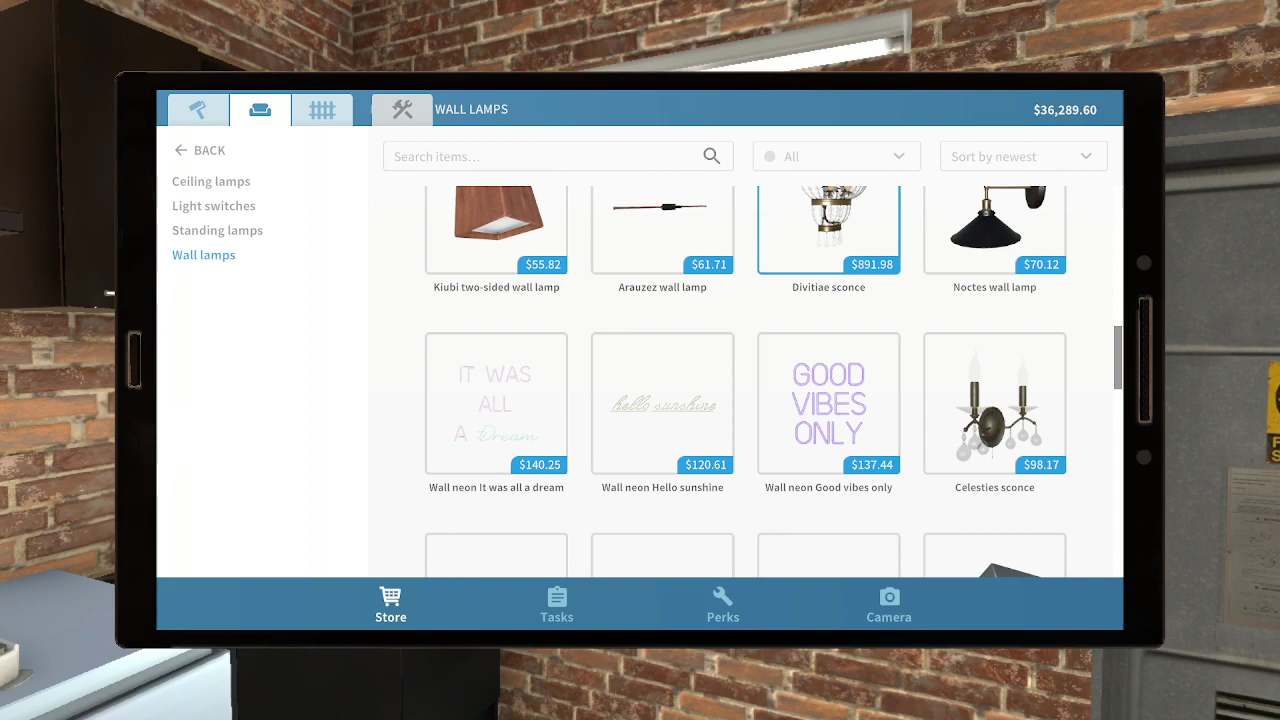 WALL LAMPS
$36,289.60
BACK
Search items...
All
Sort by newest
Ceiling lamps
Light switches
Standing lamps
Wall lamps
$55.82
$61.71
$891.98
$70.12
Kiubi two-sided wall lamp
Arauzez wall lamp
Divitiae sconce
Noctes wall lamp
IT WAS
ALL
A Dream
hello sunshine
GOOD
VIBES
ONLY
$140.25
$120.61
$137.44
$98.17
Wall neon It was all a dream
Wall neon Hello sunshine
Wall neon Good vibes only
Celesties sconce
Store
Tasks
Perks
Camera